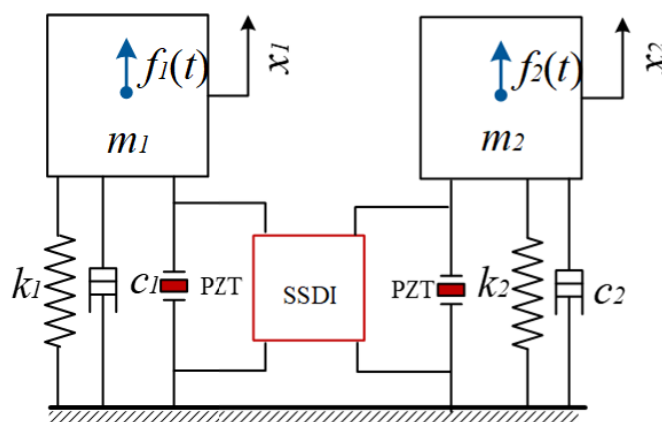 f1(t)
x1
f2(t)
x2
m1
m2
k1
c1
PZT
SSDI
PZT
k2
c2